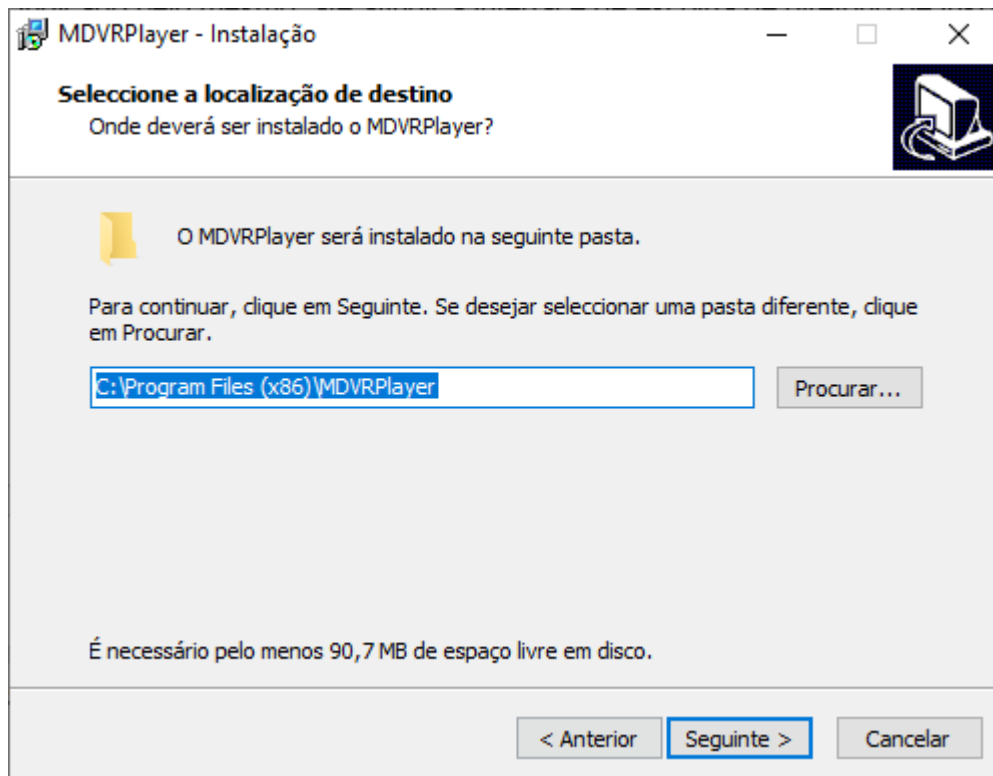 MDVRPlayer - Instalação
Seleccione a localização de destino
Onde deverá ser instalado o MDVRPlayer?
O MDVRPlayer será instalado na seguinte pasta.
Para continuar, clique em Seguinte. Se desejar seleccionar uma pasta diferente, clique
em Procurar.
C:\Program Files (x86)\MDVRPlayer
Procurar...
É necessário pelo menos 90,7 MB de espaço livre em disco.
< Anterior
Seguinte >
Cancelar